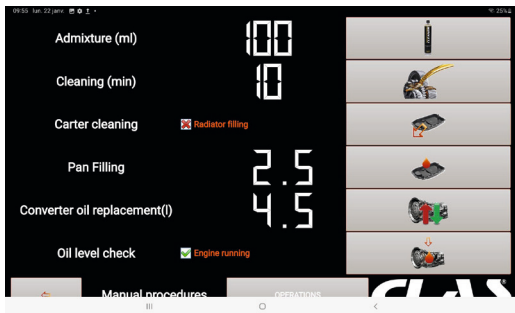 09:55 lun. 22 janv.
25%
Admixture (ml) 100
Cleaning (min) 10
Carter cleaning Radiator filling
Pan Filling 2.5
Converter oil replacement(l) 4.5
Oil level check Engine running
Manual procedures OPERATIONS
CLAS